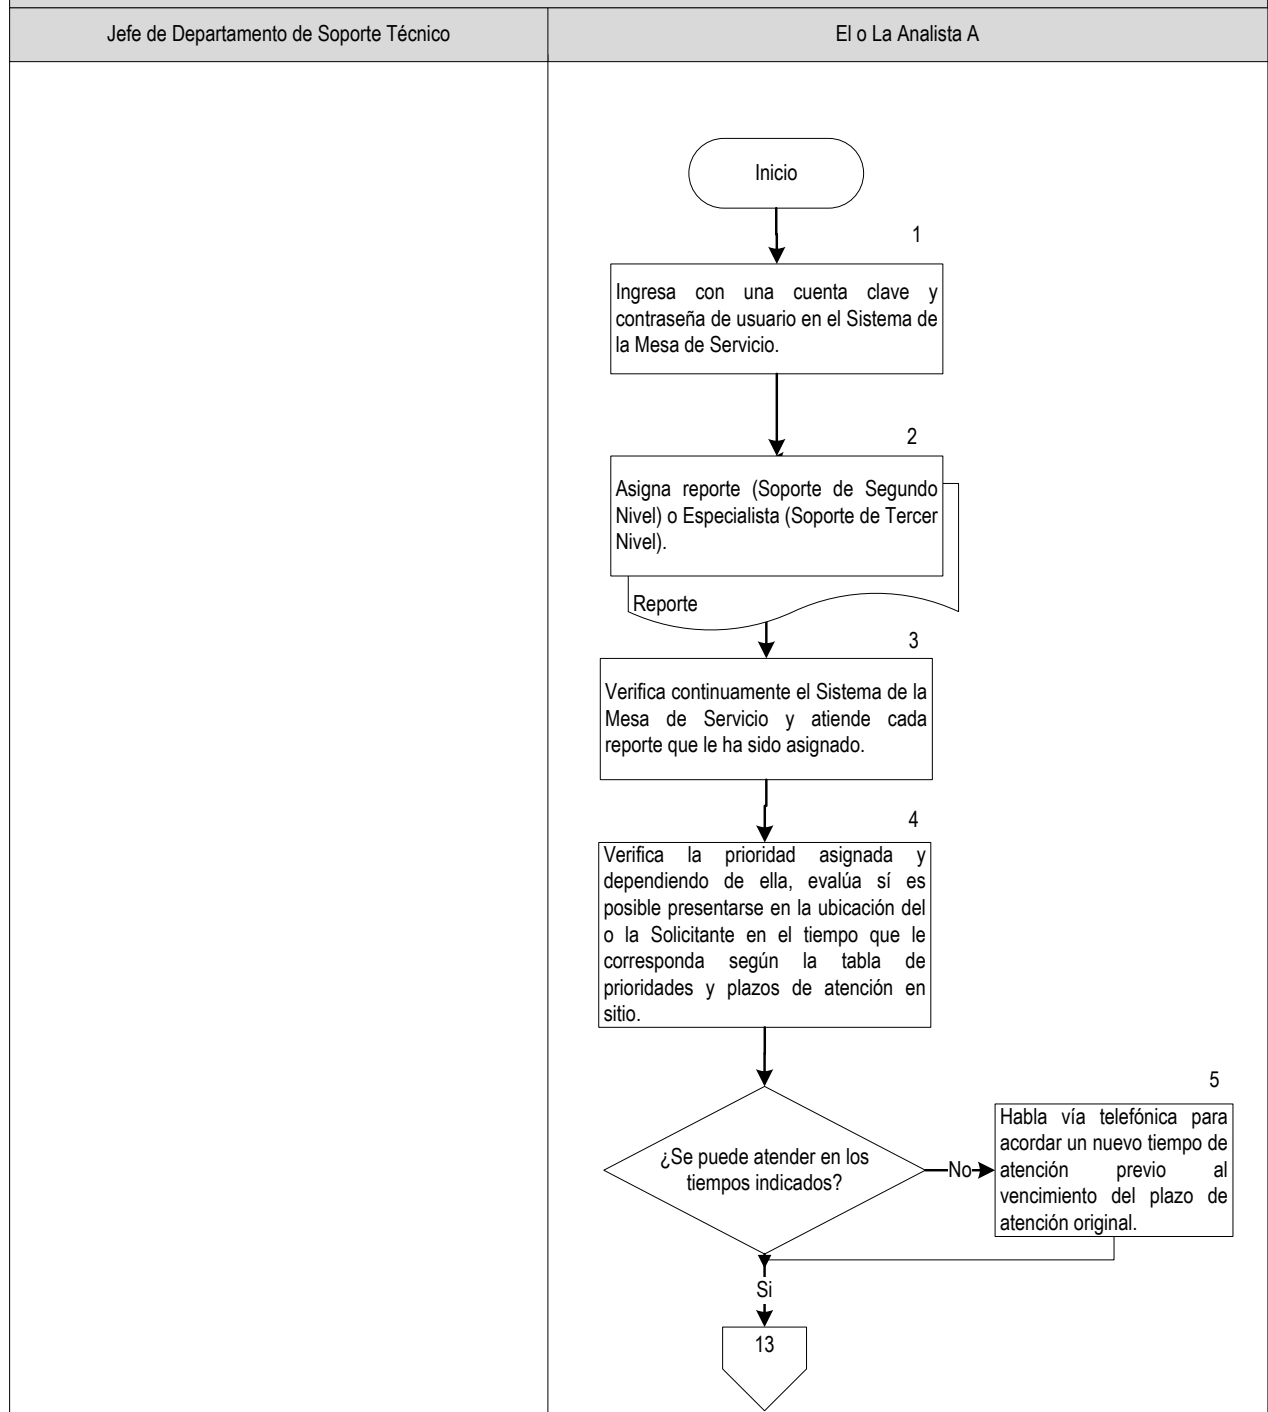 Jefe de Departamento de Soporte Técnico
El o La Analista A
Inicio
1
Ingresa con una cuenta clave y
contraseña de usuario en el Sistema de
la Mesa de Servicio.
2
Asigna reporte (Soporte de Segundo
Nivel) o Especialista (Soporte de Tercer
Nivel).
Reporte
3
Verifica continuamente el Sistema de la
Mesa de Servicio y atiende cada
reporte que le ha sido asignado.
4
Verifica la prioridad asignada y
dependiendo de ella, evalúa sí es
posible presentarse en la ubicación del
o la Solicitante en el tiempo que le
corresponda según la tabla de
prioridades y plazos de atención en
sitio.
¿Se puede atender en los
tiempos indicados?
No
5
Habla vía telefónica para
acordar un nuevo tiempo de
atención previo al
vencimiento del plazo de
atención original.
Si
13